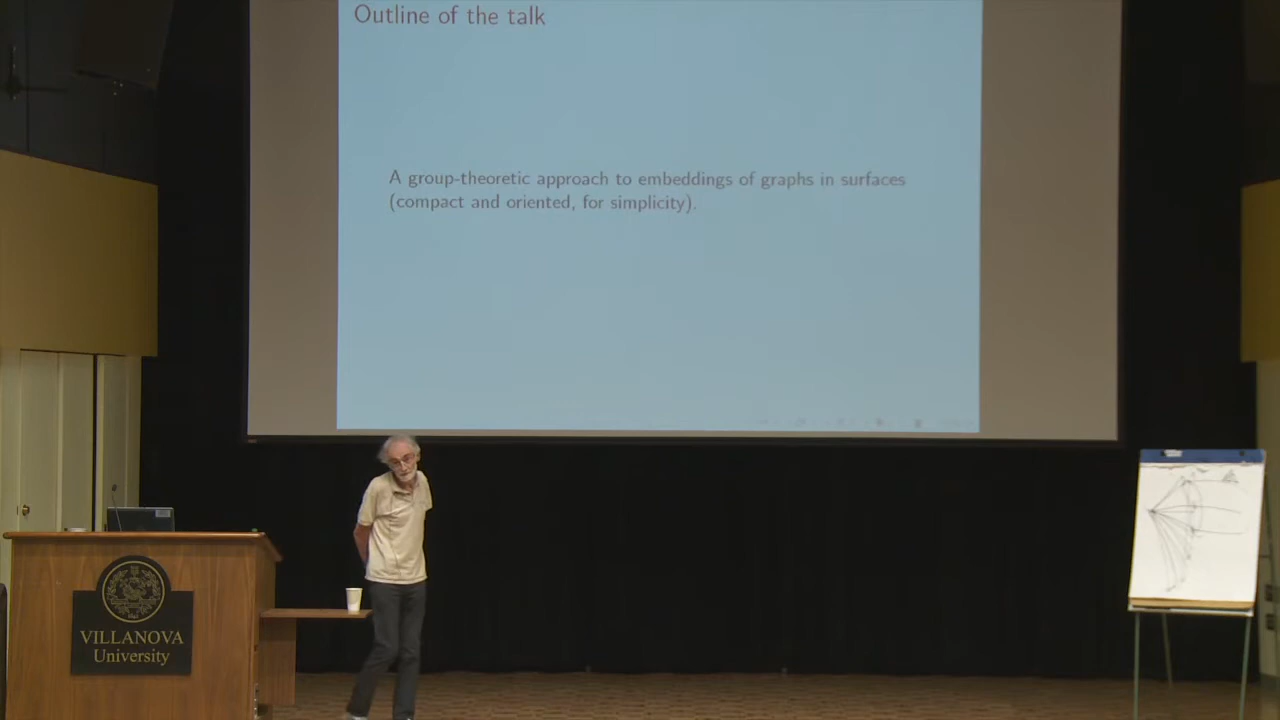 Outline of the talk
A group-theoretic approach to embeddings of graphs in surfaces
(compact and oriented, for simplicity).
VILLANOVA
University